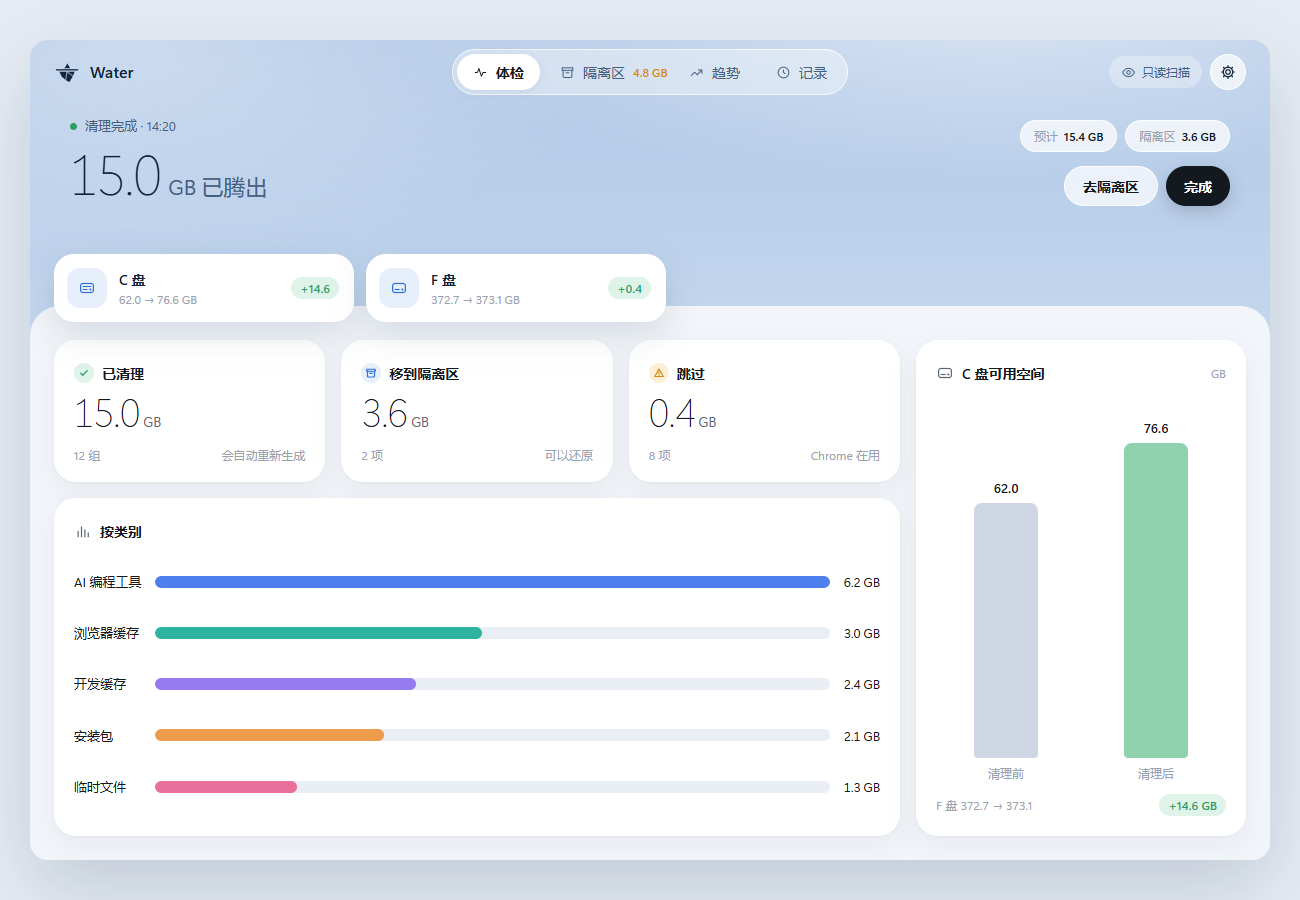 Water
体检
隔离区 4.8 GB
趋势
记录
只读扫描
清理完成 · 14:20
15.0 GB 已腾出
预计 15.4 GB
隔离区 3.6 GB
去隔离区
完成
C 盘
62.0 → 76.6 GB
+14.6
F 盘
372.7 → 373.1 GB
+0.4
已清理
15.0 GB
12 组
会自动重新生成
移到隔离区
3.6 GB
2 项
可以还原
跳过
0.4 GB
8 项
Chrome 在用
C 盘可用空间
GB
76.6
62.0
清理前
清理后
F 盘 372.7 → 373.1
+14.6 GB
按类别
AI 编程工具
6.2 GB
浏览器缓存
3.0 GB
开发缓存
2.4 GB
安装包
2.1 GB
临时文件
1.3 GB